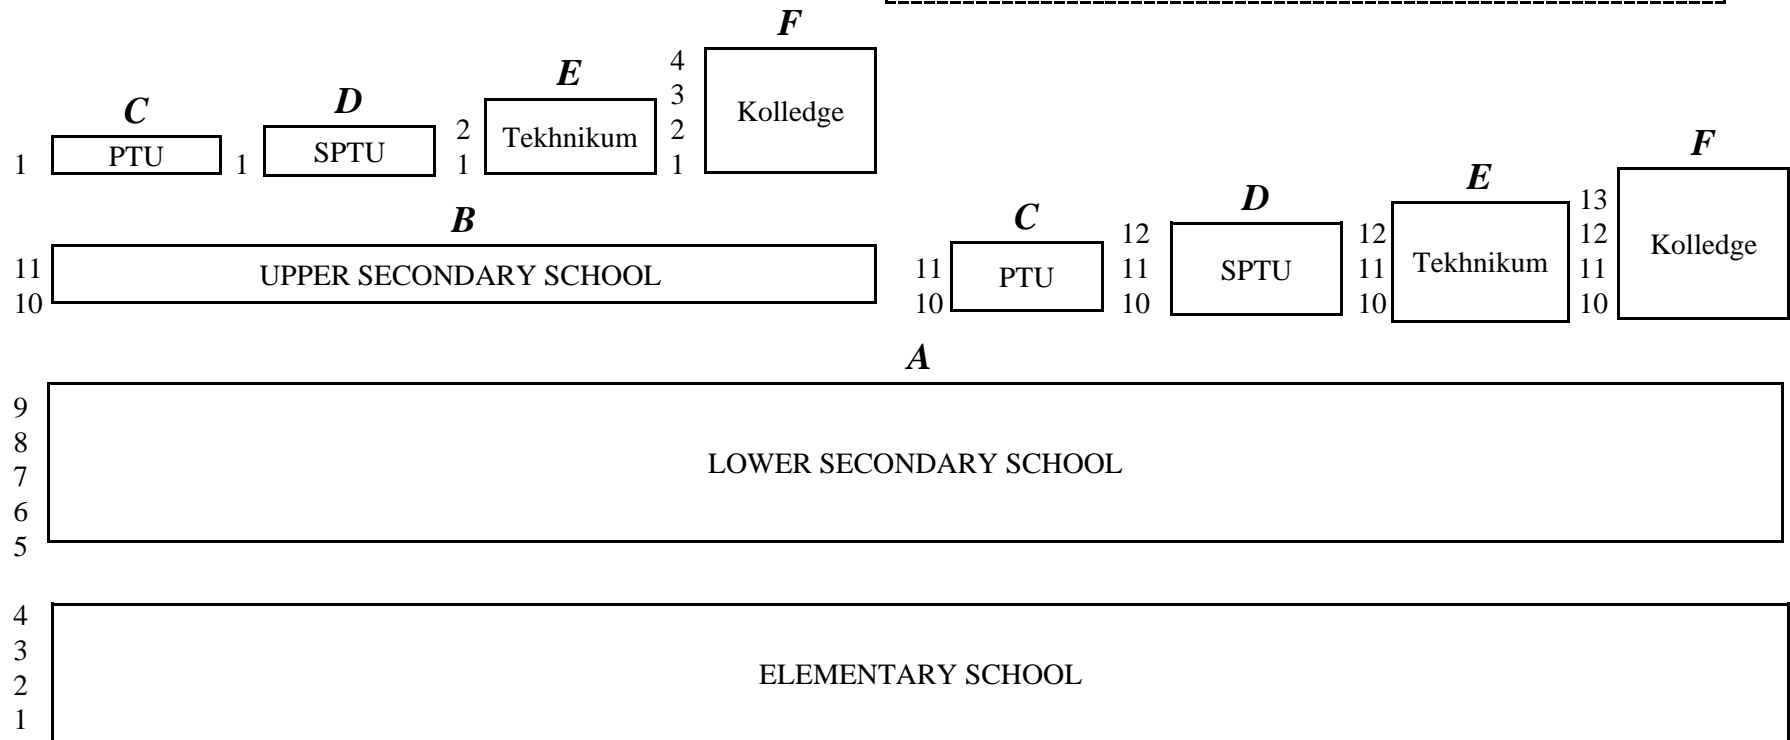 F
E
4
3
2
1
Kolledge
D
2
1
Tekhnikum
C
1
PTU
1
SPTU
F
E
13
12
11
10
Kolledge
D
12
11
10
Tekhnikum
C
12
11
10
SPTU
11
10
PTU
B
11
10
UPPER SECONDARY SCHOOL
A
9
8
7
6
5
LOWER SECONDARY SCHOOL
4
3
2
1
ELEMENTARY SCHOOL